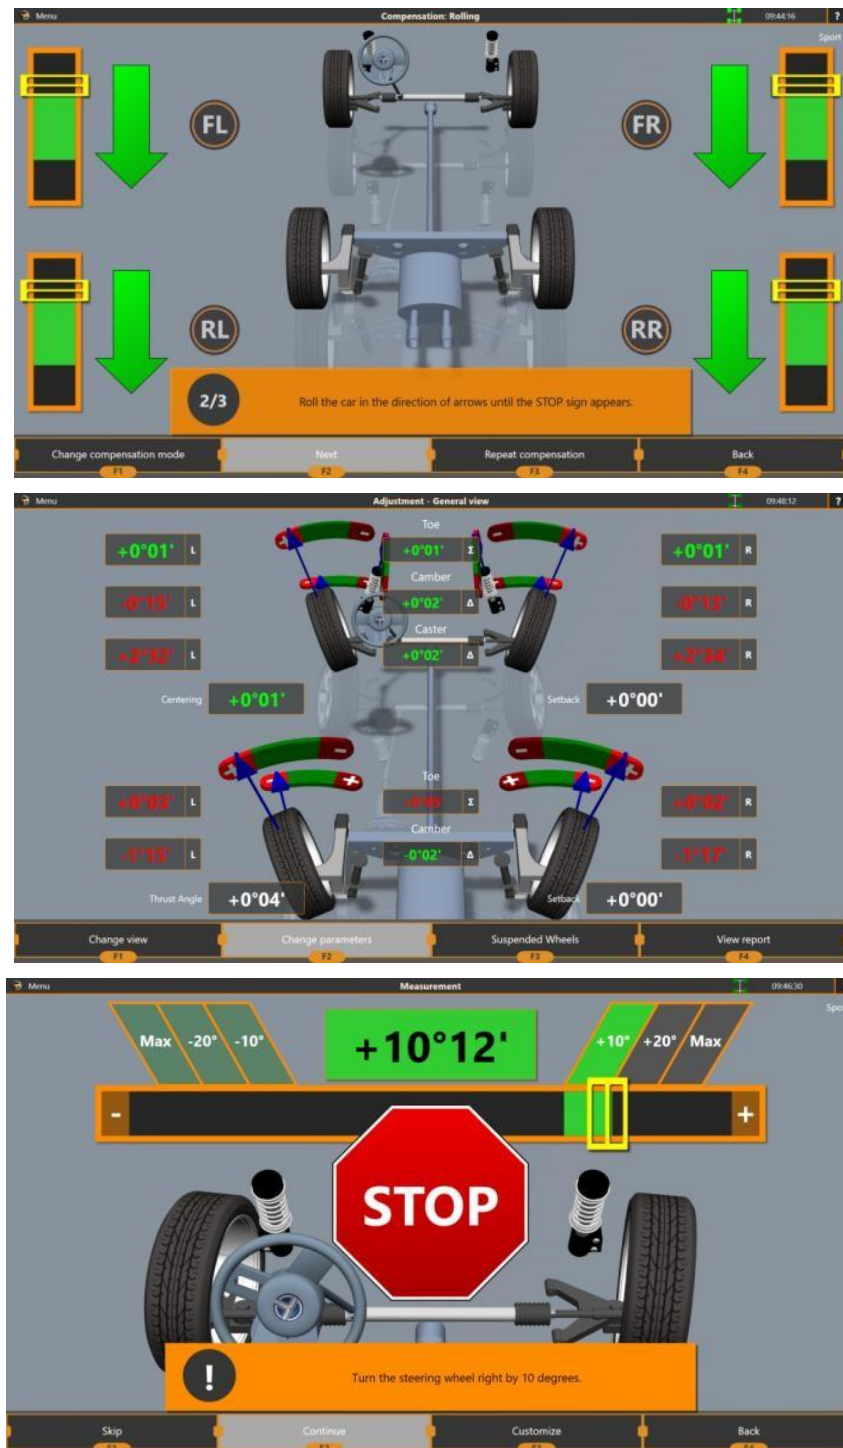 Menu Compensation: Rolling 09:44:16 ?
Sport
FL FR
RL RR
2/3 Roll the car in the direction of arrows until the STOP sign appears.
Change compensation mode Next Repeat compensation Back
F1 F2 F3 F4
Menu Adjustment - General view 09:48:12 ?
Toe
+0°01' L +0°01' Σ +0°01' R
Camber
-0°15' L +0°02' Δ -0°13' R
Caster
+2°32' L +0°02' Δ +2°34' R
Centering +0°01' Setback +0°00'
Toe
+0°03' L Σ +0°02' R
Camber
-1°15' L -0°02' Δ -1°17' R
Thrust Angle +0°04' Setback +0°00'
Change view Change parameters Suspended Wheels View report
F1 F2 F3 F4
Menu Measurement 09:46:30
Spo
Max -20° -10° +10°12' +10° +20° Max
- +
STOP
! Turn the steering wheel right by 10 degrees.
Skip Continue Customize Back